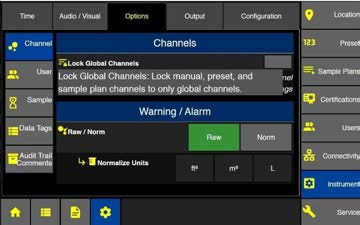 Time
Audio / Visual
Options
Output
Configuration
Location
Channel
Channels
123
Preset
Lock Global Channels
User
Lock Global Channels: Lock manual, preset, and
sample plan channels to only global channels.
Sample Plans
Sample
Warning / Alarm
Certifications
Data Tags
Raw / Norm
Raw
Norm
Users
Audit Trail
Comments
Normalize Units
ft³
m³
L
Connectivity
Instrument
Service